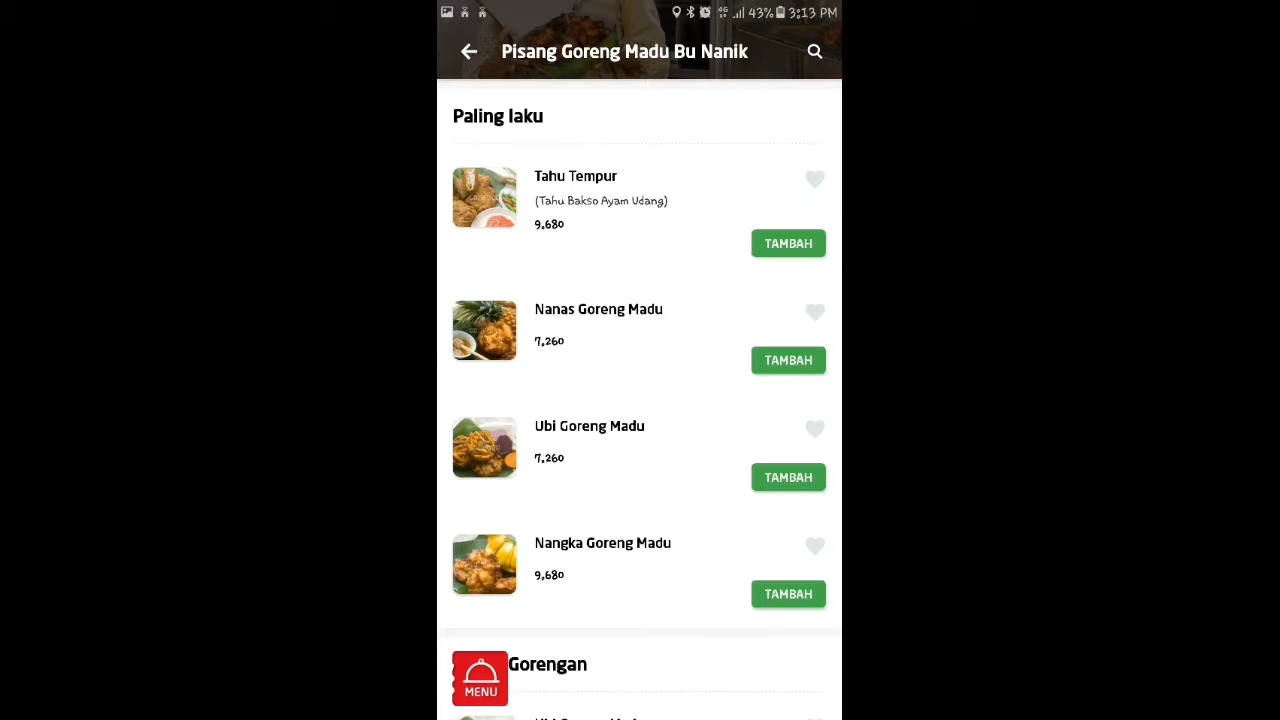 4G 43% 3:13 PM
Pisang Goreng Madu Bu Nanik
Paling laku
Tahu Tempur
(Tahu Bakso Ayam Udang)
9.680
TAMBAH
Nanas Goreng Madu
7.260
TAMBAH
Ubi Goreng Madu
7.260
TAMBAH
Nangka Goreng Madu
9.680
TAMBAH
Gorengan
MENU